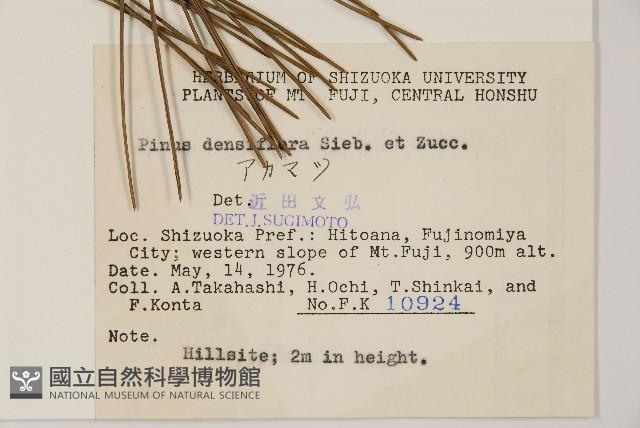 HERBARIUM OF SHIZUOKA UNIVERSITY
PLANTS OF MT FUJI, CENTRAL HONSHU
Pinus densiflora Sieb. et Zucc.
アカマツ
Det. 近田文弘
DET.J.SUGIMOTO
Loc. Shizuoka Pref.: Hitoana, Fujinomiya
City; western slope of Mt.Fuji, 900m alt.
Date. May, 14, 1976.
Coll. A.Takahashi, H.Ochi, T.Shinkai, and
F.Konta No.F.K 10924
Note.
Hillsite; 2m in height.
國立自然科學博物館
NATIONAL MUSEUM OF NATURAL SCIENCE